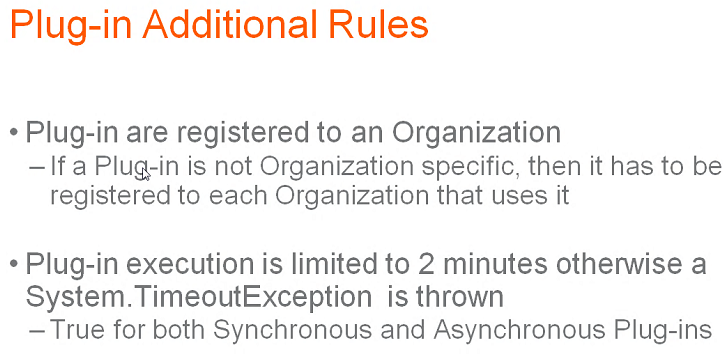 Plug-in Additional Rules
• Plug-in are registered to an Organization
– If a Plug-in is not Organization specific, then it has to be
registered to each Organization that uses it
• Plug-in execution is limited to 2 minutes otherwise a
System.TimeoutException is thrown
– True for both Synchronous and Asynchronous Plug-ins